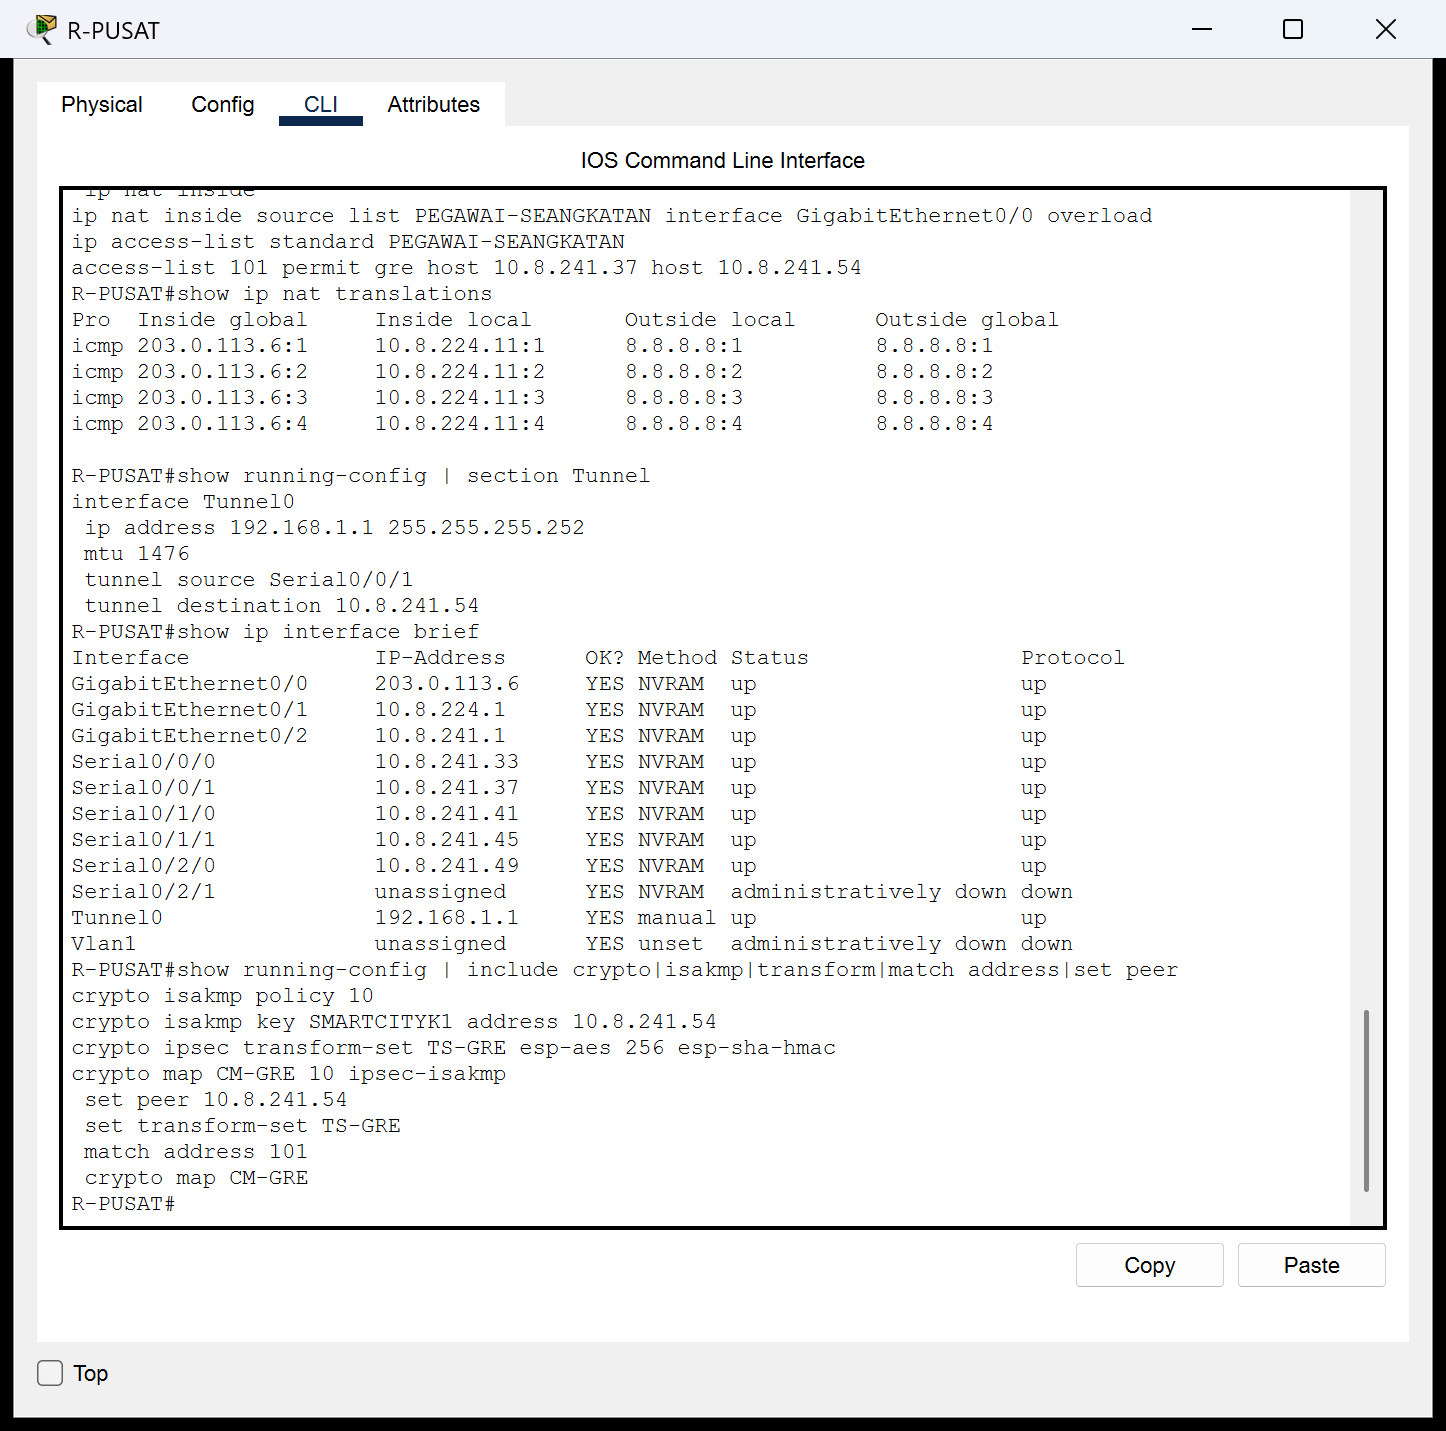 R-PUSAT
Physical Config CLI Attributes
IOS Command Line Interface
 ip nat inside
ip nat inside source list PEGAWAI-SEANGKATAN interface GigabitEthernet0/0 overload
ip access-list standard PEGAWAI-SEANGKATAN
access-list 101 permit gre host 10.8.241.37 host 10.8.241.54
R-PUSAT#show ip nat translations
Pro  Inside global     Inside local       Outside local      Outside global
icmp 203.0.113.6:1     10.8.224.11:1      8.8.8.8:1          8.8.8.8:1
icmp 203.0.113.6:2     10.8.224.11:2      8.8.8.8:2          8.8.8.8:2
icmp 203.0.113.6:3     10.8.224.11:3      8.8.8.8:3          8.8.8.8:3
icmp 203.0.113.6:4     10.8.224.11:4      8.8.8.8:4          8.8.8.8:4
R-PUSAT#show running-config | section Tunnel
interface Tunnel0
 ip address 192.168.1.1 255.255.255.252
 mtu 1476
 tunnel source Serial0/0/1
 tunnel destination 10.8.241.54
R-PUSAT#show ip interface brief
Interface              IP-Address      OK? Method Status                Protocol
GigabitEthernet0/0     203.0.113.6     YES NVRAM  up                    up
GigabitEthernet0/1     10.8.224.1      YES NVRAM  up                    up
GigabitEthernet0/2     10.8.241.1      YES NVRAM  up                    up
Serial0/0/0            10.8.241.33     YES NVRAM  up                    up
Serial0/0/1            10.8.241.37     YES NVRAM  up                    up
Serial0/1/0            10.8.241.41     YES NVRAM  up                    up
Serial0/1/1            10.8.241.45     YES NVRAM  up                    up
Serial0/2/0            10.8.241.49     YES NVRAM  up                    up
Serial0/2/1            unassigned      YES NVRAM  administratively down down
Tunnel0                192.168.1.1     YES manual up                    up
Vlan1                  unassigned      YES unset  administratively down down
R-PUSAT#show running-config | include crypto|isakmp|transform|match address|set peer
crypto isakmp policy 10
crypto isakmp key SMARTCITYK1 address 10.8.241.54
crypto ipsec transform-set TS-GRE esp-aes 256 esp-sha-hmac
crypto map CM-GRE 10 ipsec-isakmp
 set peer 10.8.241.54
 set transform-set TS-GRE
 match address 101
 crypto map CM-GRE
R-PUSAT#
Copy Paste
Top